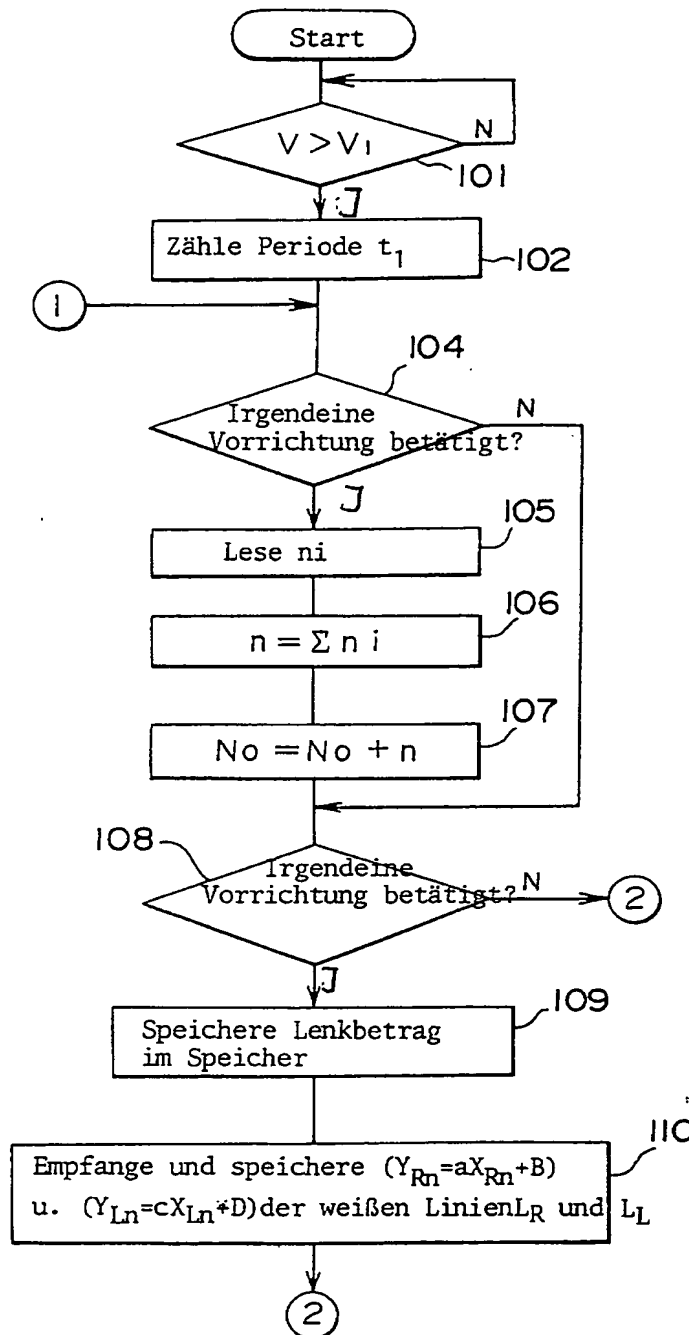 Start
V > V1
N
101
J
Zähle Periode t1
102
1
104
Irgendeine
Vorrichtung betätigt?
N
J
105
Lese ni
106
n = Σ n i
107
No = No + n
108
Irgendeine
Vorrichtung betätigt?
N
2
J
109
Speichere Lenkbetrag
im Speicher
110
Empfange und speichere (YRn=aXRn+B)
u. (YLn=cXLn+D)der weißen LinienLR und LL
2